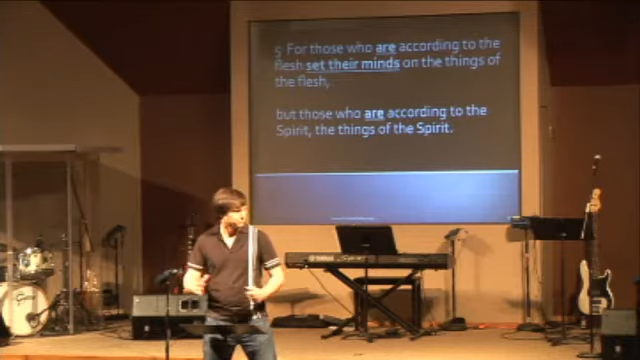 5 For those who are according to the
flesh set their minds on the things of
the flesh,
but those who are according to the
Spirit, the things of the Spirit.
YAMAHA